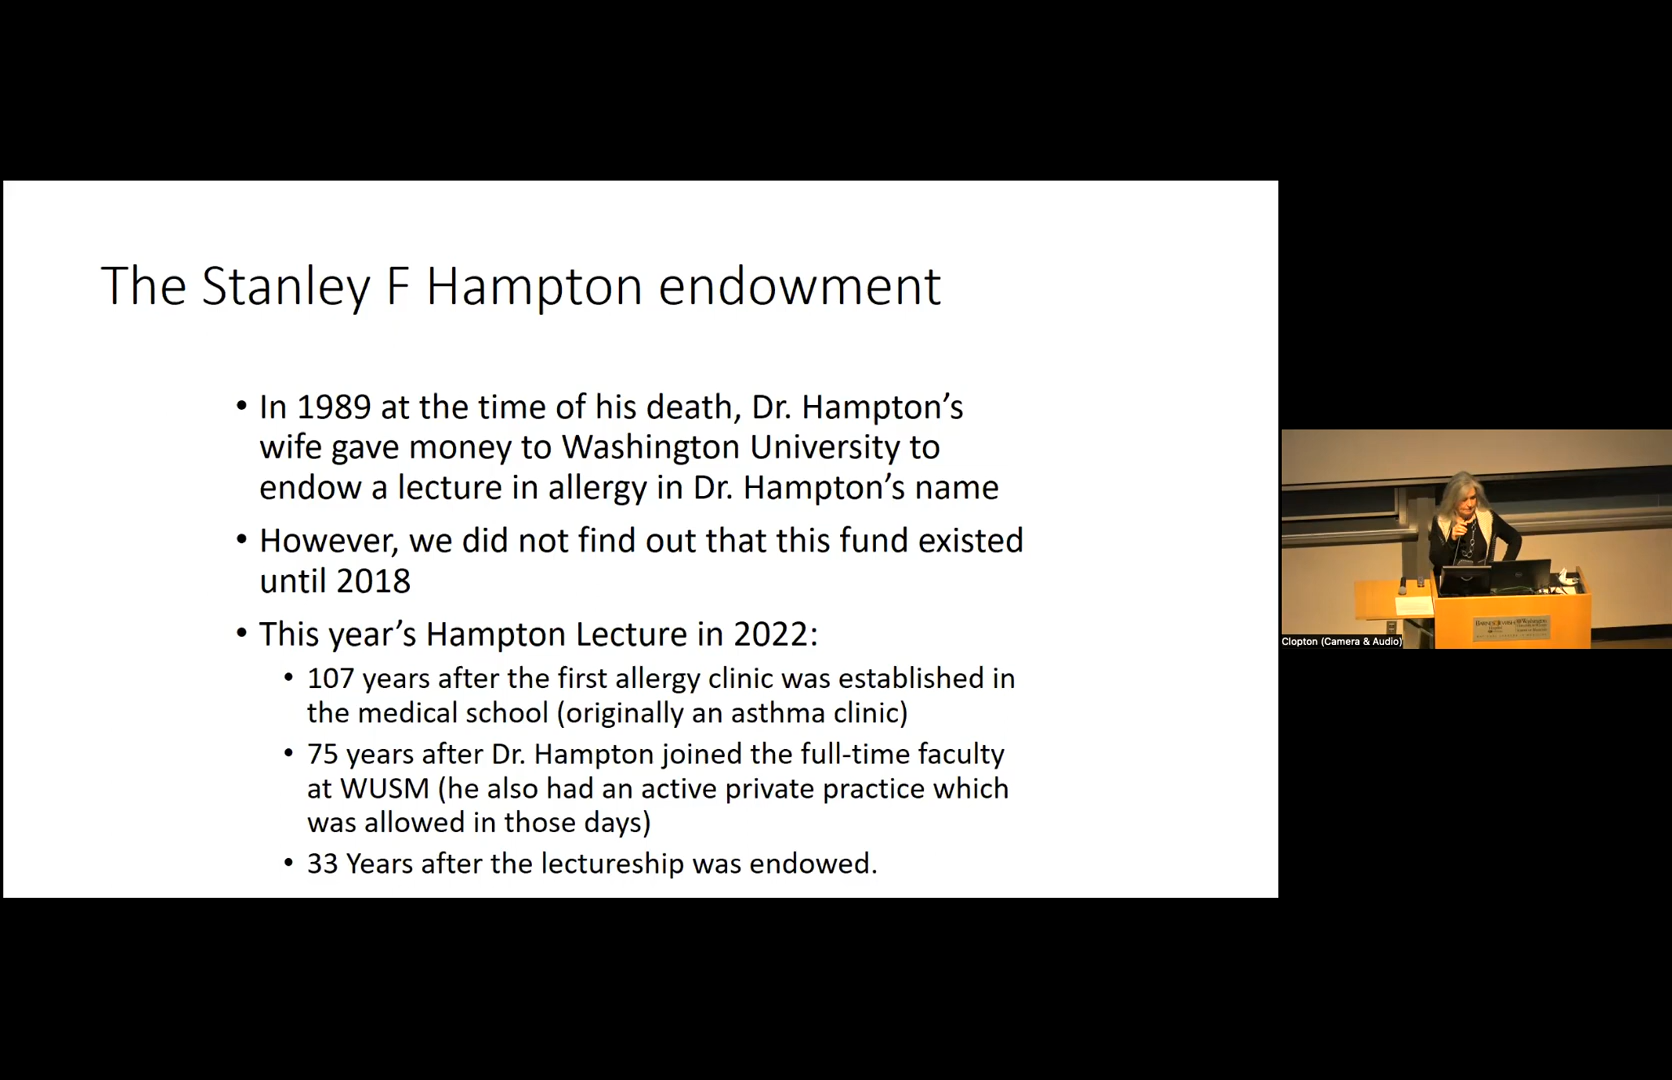 The Stanley F Hampton endowment
• In 1989 at the time of his death, Dr. Hampton's
wife gave money to Washington University to
endow a lecture in allergy in Dr. Hampton's name
• However, we did not find out that this fund existed
until 2018
• This year's Hampton Lecture in 2022:
• 107 years after the first allergy clinic was established in
the medical school (originally an asthma clinic)
• 75 years after Dr. Hampton joined the full-time faculty
at WUSM (he also had an active private practice which
was allowed in those days)
• 33 Years after the lectureship was endowed.
Clopton (Camera & Audio)